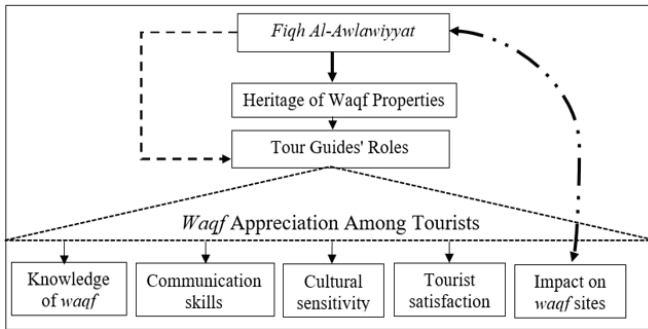 Fiqh Al-Awlawiyyat
Heritage of Waqf Properties
Tour Guides' Roles
Waqf Appreciation Among Tourists
Knowledge
of waqf
Communication
skills
Cultural
sensitivity
Tourist
satisfaction
Impact on
waqf sites